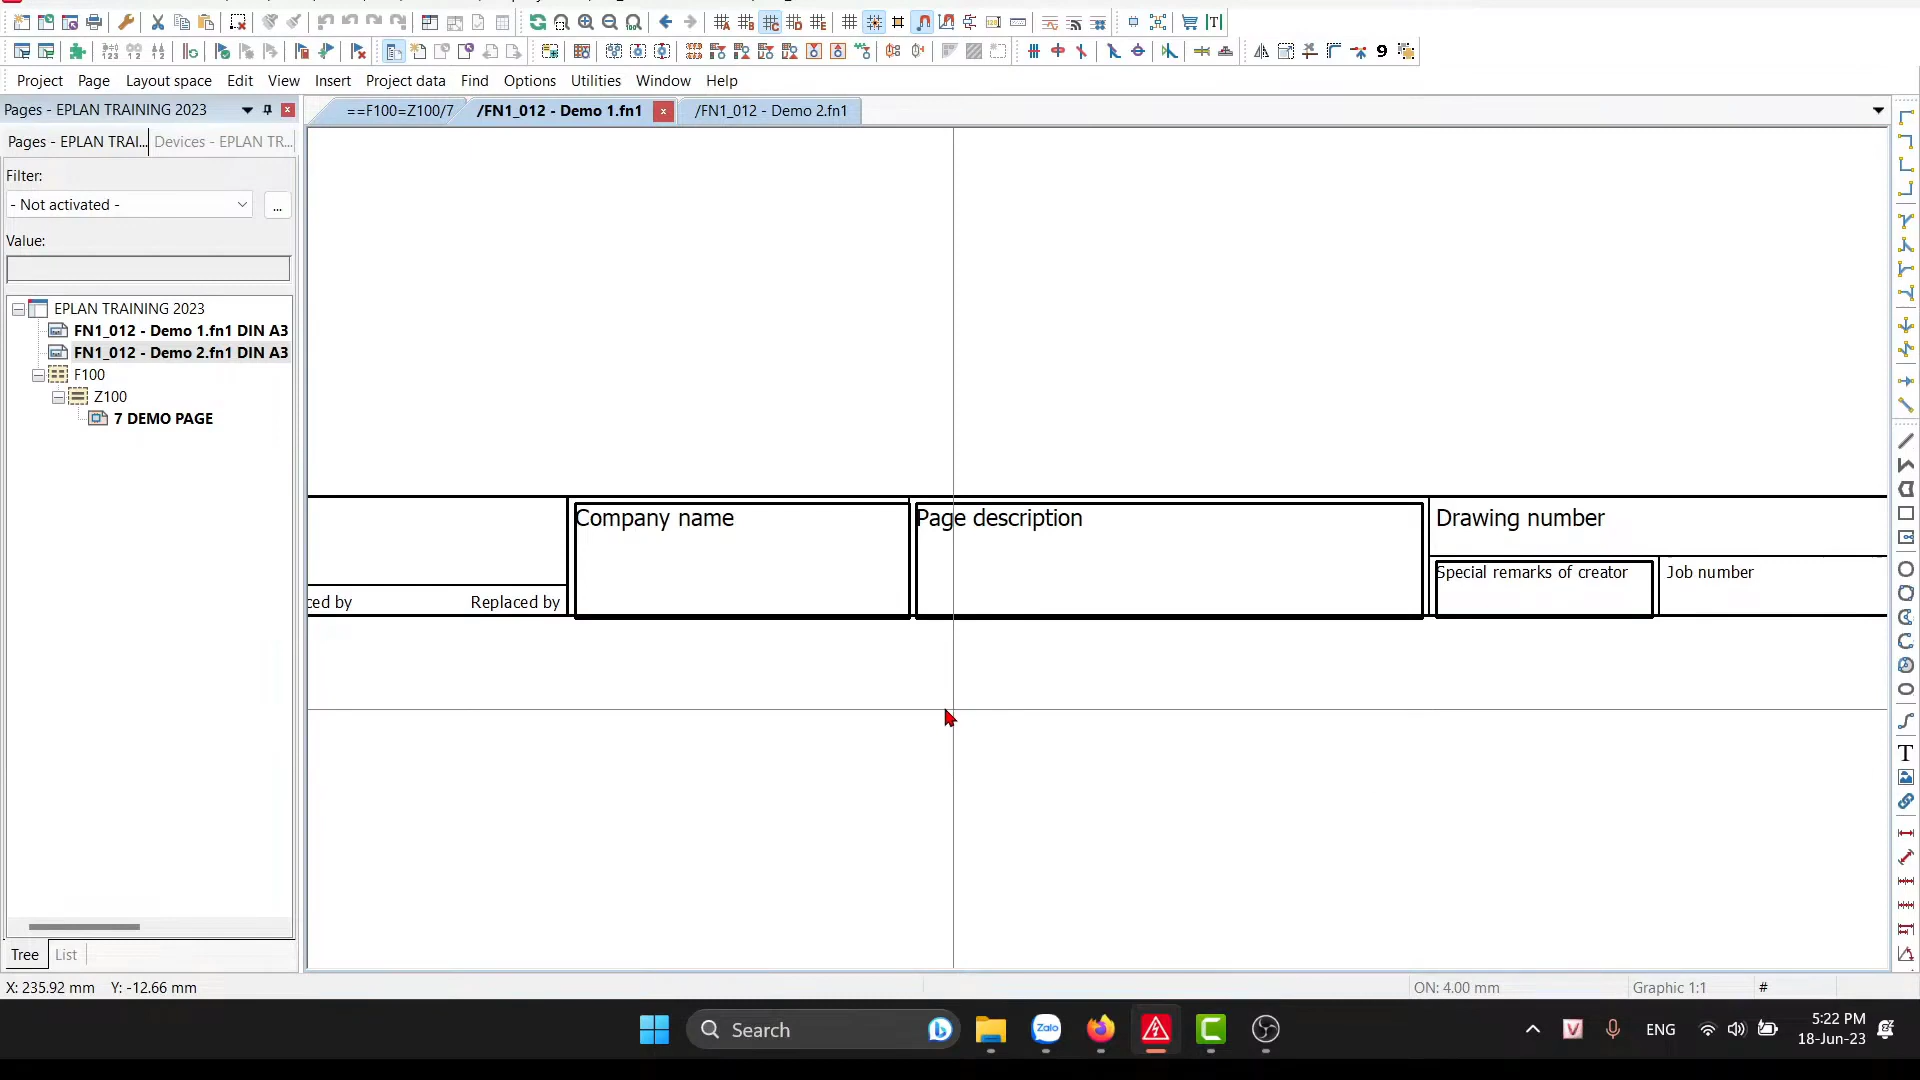 Project Page Layout space Edit View Insert Project data Find Options Utilities Window Help
Pages - EPLAN TRAINING 2023
==F100=Z100/7 /FN1_012 - Demo 1.fn1 /FN1_012 - Demo 2.fn1
Pages - EPLAN TRAI... Devices - EPLAN TR...
Filter:
- Not activated -
...
Value:
EPLAN TRAINING 2023
FN1_012 - Demo 1.fn1 DIN A3
FN1_012 - Demo 2.fn1 DIN A3
F100
Z100
7 DEMO PAGE
Company name
Page description
Drawing number
Special remarks of creator
Job number
ced by
Replaced by
Tree List
X: 235.92 mm Y: -12.66 mm
ON: 4.00 mm
Graphic 1:1
#
Search
Zalo
ENG
5:22 PM
18-Jun-23